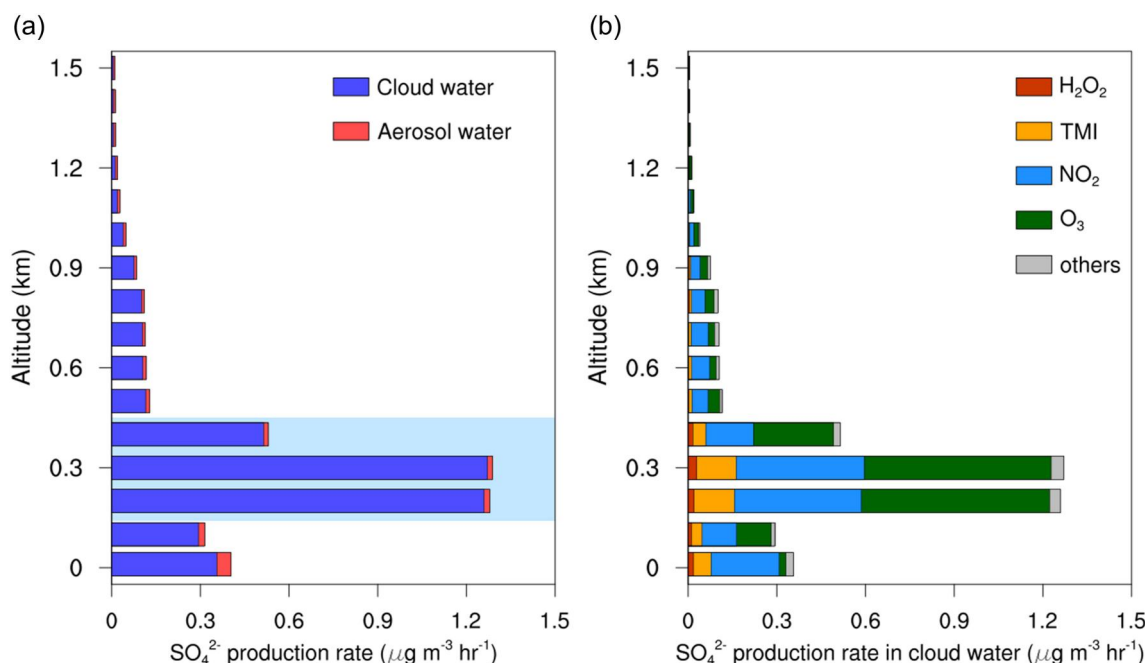 (a)
Altitude (km)
1.5
1.2
0.9
0.6
0.3
0
Cloud water
Aerosol water
0 0.3 0.6 0.9 1.2 1.5
SO₄²⁻ production rate (μg m⁻³ hr⁻¹)
(b)
Altitude (km)
1.5
1.2
0.9
0.6
0.3
0
H₂O₂
TMI
NO₂
O₃
others
0 0.3 0.6 0.9 1.2 1.5
SO₄²⁻ production rate in cloud water (μg m⁻³ hr⁻¹)